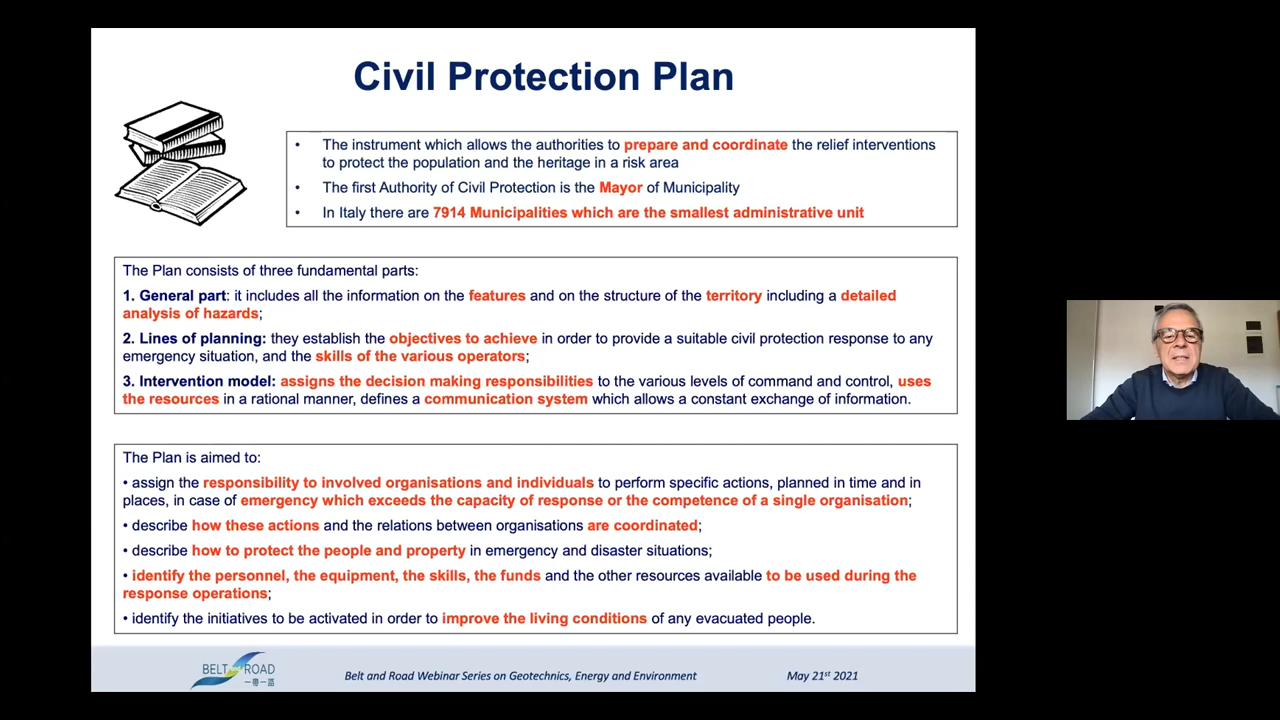 Civil Protection Plan
• The instrument which allows the authorities to prepare and coordinate the relief interventions
to protect the population and the heritage in a risk area
• The first Authority of Civil Protection is the Mayor of Municipality
• In Italy there are 7914 Municipalities which are the smallest administrative unit
The Plan consists of three fundamental parts:
1. General part: it includes all the information on the features and on the structure of the territory including a detailed
analysis of hazards;
2. Lines of planning: they establish the objectives to achieve in order to provide a suitable civil protection response to any
emergency situation, and the skills of the various operators;
3. Intervention model: assigns the decision making responsibilities to the various levels of command and control, uses
the resources in a rational manner, defines a communication system which allows a constant exchange of information.
The Plan is aimed to:
• assign the responsibility to involved organisations and individuals to perform specific actions, planned in time and in
places, in case of emergency which exceeds the capacity of response or the competence of a single organisation;
• describe how these actions and the relations between organisations are coordinated;
• describe how to protect the people and property in emergency and disaster situations;
• identify the personnel, the equipment, the skills, the funds and the other resources available to be used during the
response operations;
• identify the initiatives to be activated in order to improve the living conditions of any evacuated people.
BELT ROAD
一帶一路
Belt and Road Webinar Series on Geotechnics, Energy and Environment
May 21st 2021